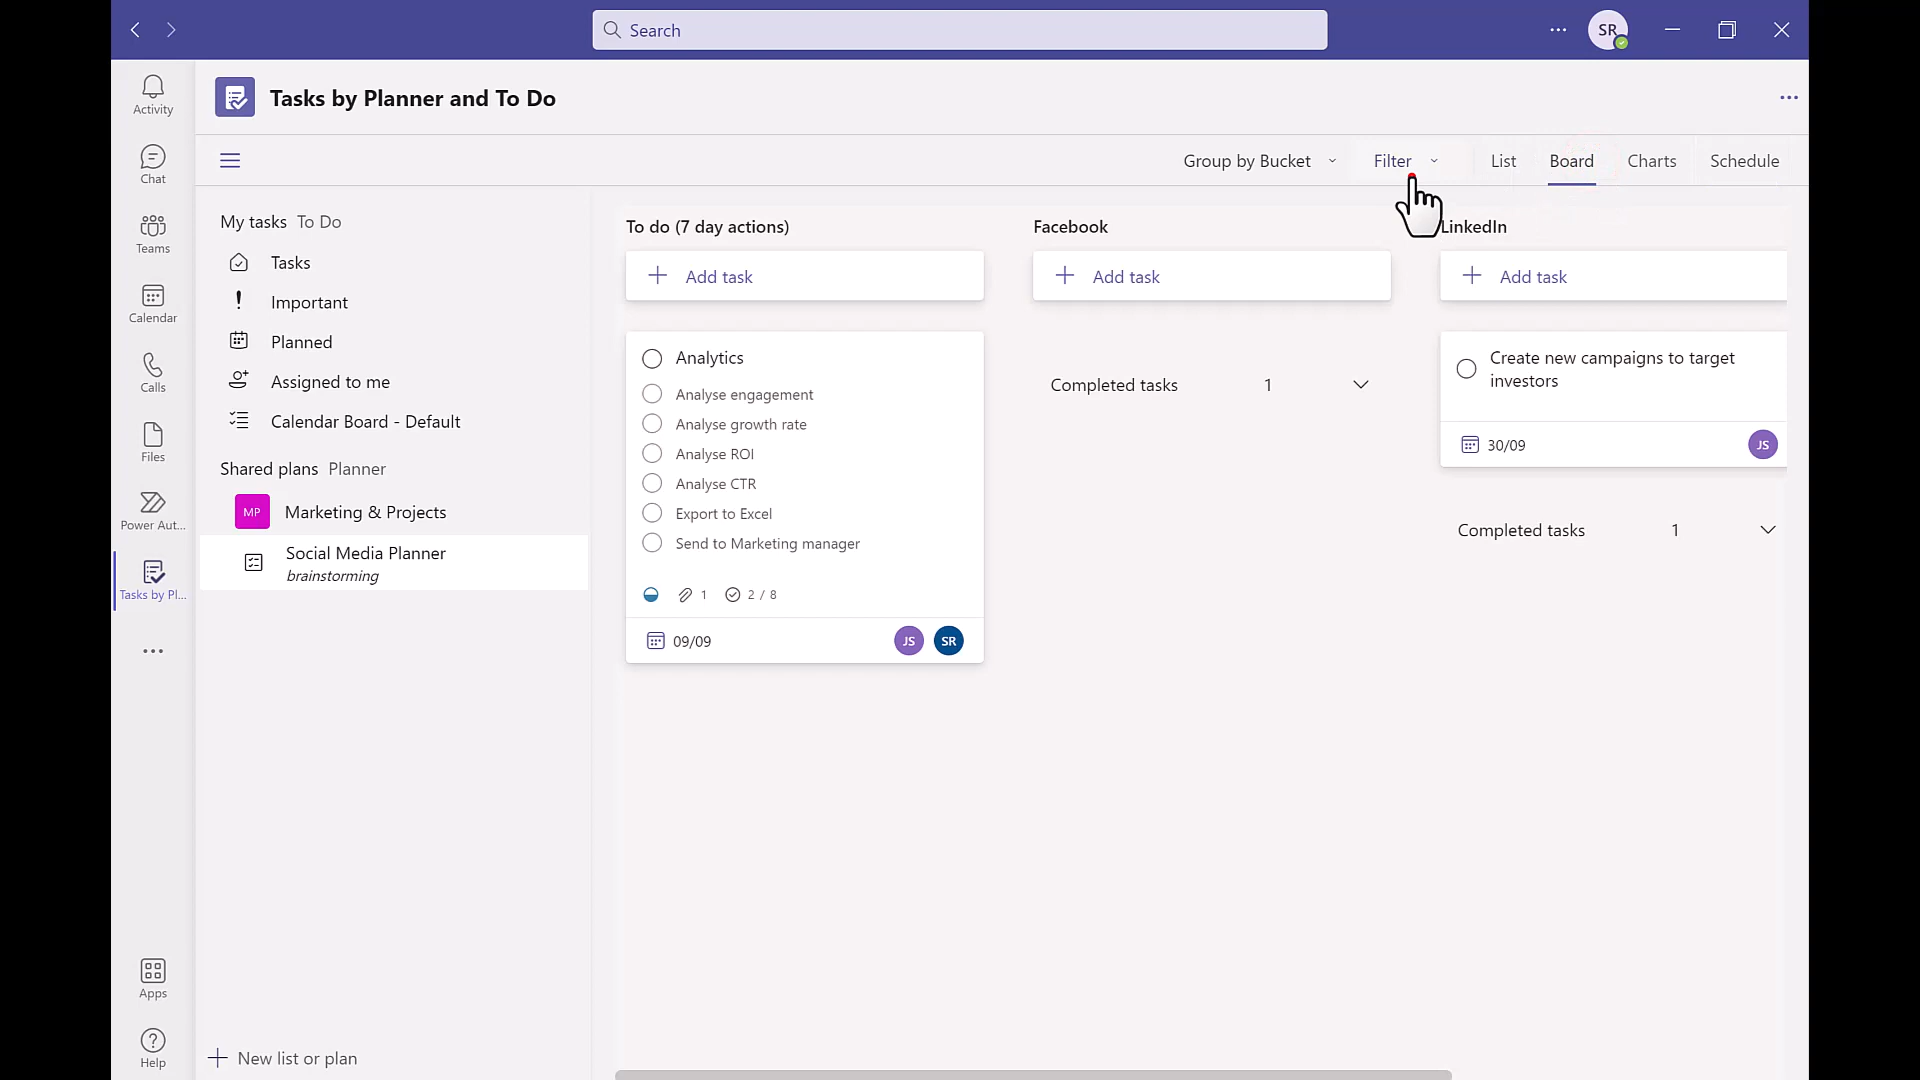 Search
SR
Activity
Chat
Teams
Calendar
Calls
Files
Power Aut...
Tasks by Pl...
Apps
Help
Tasks by Planner and To Do
Group by Bucket
Filter
List
Board
Charts
Schedule
My tasks To Do
Tasks
Important
Planned
Assigned to me
Calendar Board - Default
Shared plans Planner
MP Marketing & Projects
Social Media Planner
brainstorming
New list or plan
To do (7 day actions)
Add task
Analytics
Analyse engagement
Analyse growth rate
Analyse ROI
Analyse CTR
Export to Excel
Send to Marketing manager
1 2 / 8
09/09 JS SR
Facebook
Add task
Completed tasks 1
LinkedIn
Add task
Create new campaigns to target
investors
30/09 JS
Completed tasks 1